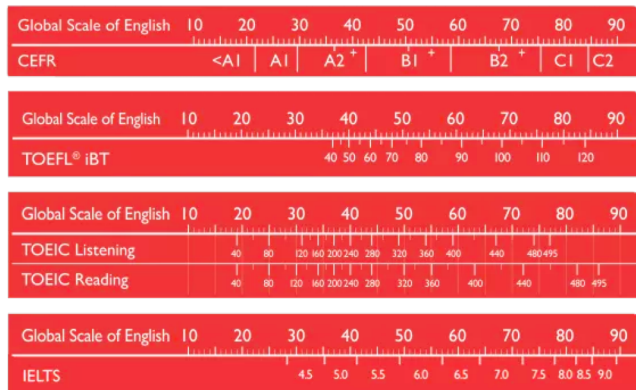 Global Scale of English 10 20 30 40 50 60 70 80 90
CEFR <A1 A1 A2 + B1 + B2 + C1 C2
Global Scale of English 10 20 30 40 50 60 70 80 90
TOEFL® iBT 40 50 60 70 80 90 100 110 120
Global Scale of English 10 20 30 40 50 60 70 80 90
TOEIC Listening 40 80 120 160 200 240 280 320 360 400 440 480 495
TOEIC Reading 40 80 120 160 200 240 280 320 360 400 440 480 495
Global Scale of English 10 20 30 40 50 60 70 80 90
IELTS 4.5 5.0 5.5 6.0 6.5 7.0 7.5 8.0 8.5 9.0